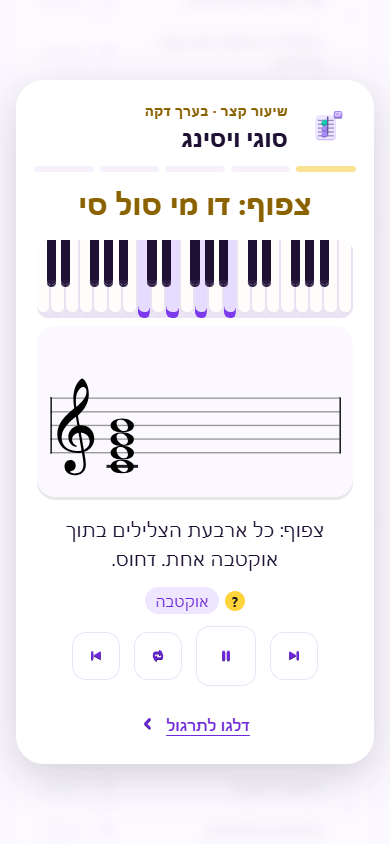 שיעור קצר · בערך דקה
סוגי ויסינג
צפוף: דו מי סול סי
צפוף: כל ארבעת הצלילים בתוך
אוקטבה אחת. דחוס.
? אוקטבה
דלגו לתרגול